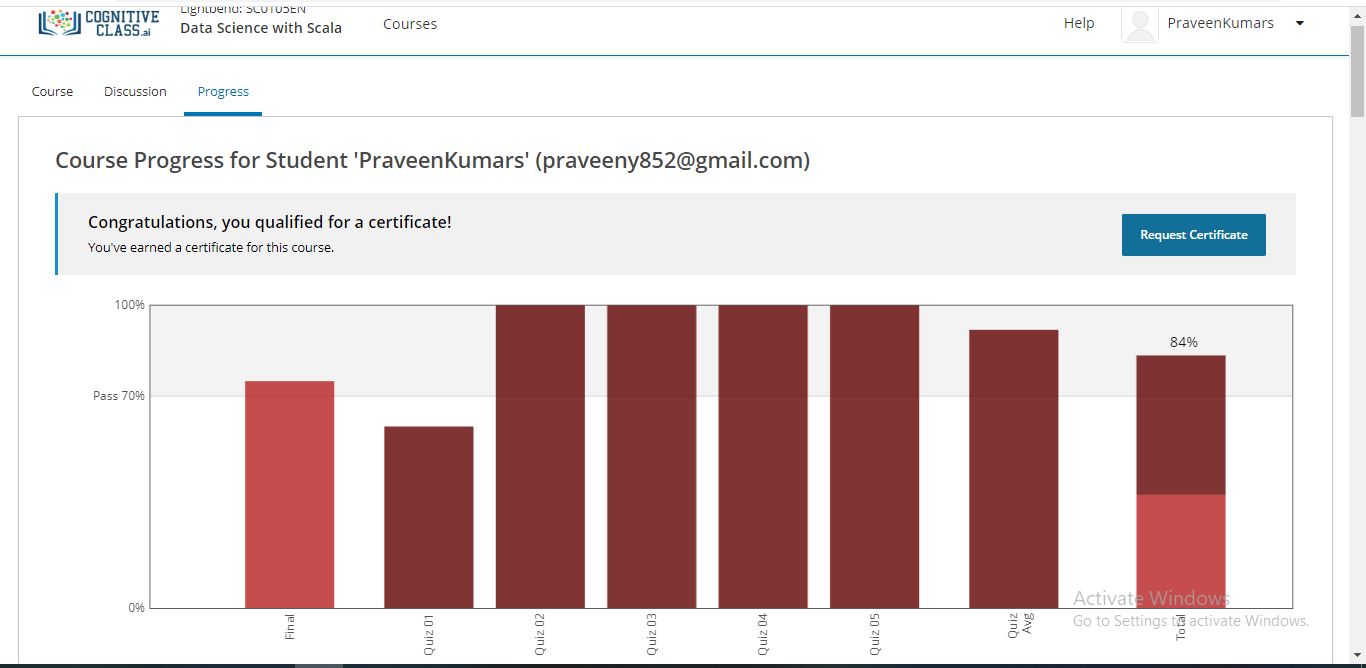 COGNITIVE
CLASS.ai
Lightbend: SC0105EN
Data Science with Scala
Courses
Help
PraveenKumars
Course
Discussion
Progress
Course Progress for Student 'PraveenKumars' (praveeny852@gmail.com)
Congratulations, you qualified for a certificate!
You've earned a certificate for this course.
Request Certificate
100%
84%
Pass 70%
0%
Final
Quiz 01
Quiz 02
Quiz 03
Quiz 04
Quiz 05
Quiz
Avg
Total
Activate Windows
Go to Settings to activate Windows.